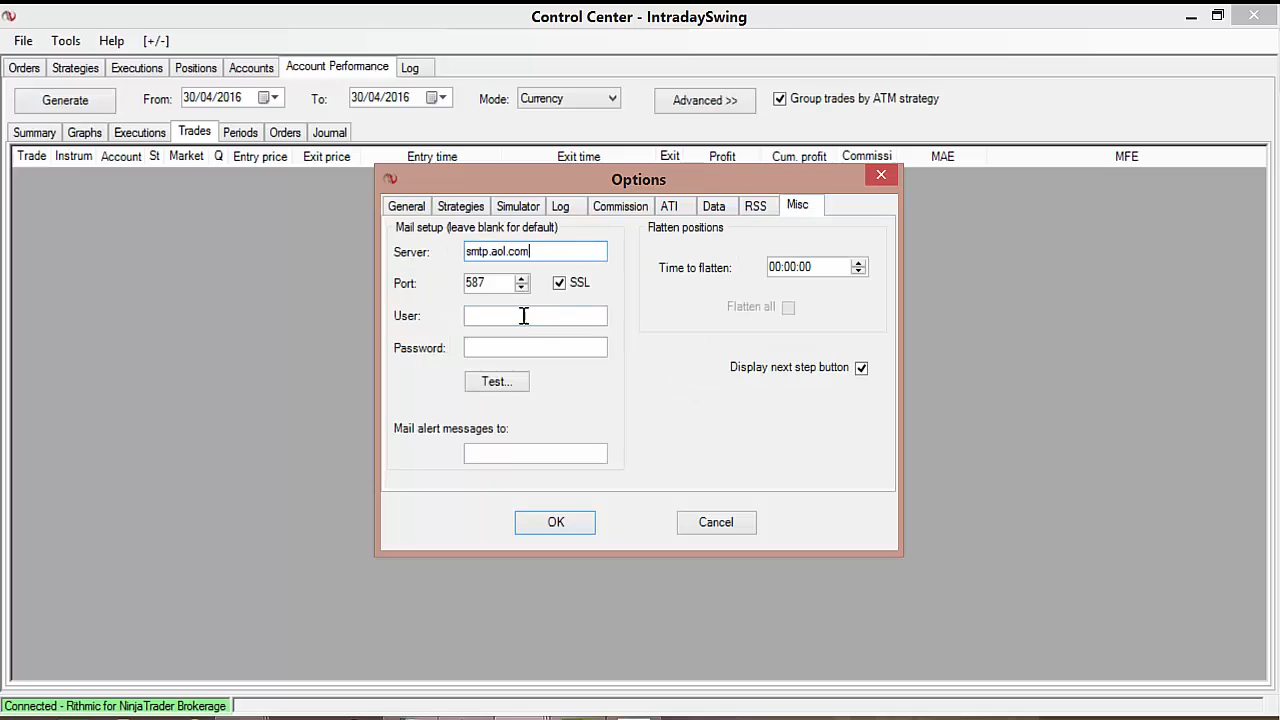 Control Center - IntradaySwing
File Tools Help [+/-]
Orders Strategies Executions Positions Accounts Account Performance Log
Generate From: 30/04/2016 To: 30/04/2016 Mode: Currency Advanced >> Group trades by ATM strategy
Summary Graphs Executions Trades Periods Orders Journal
Trade Instrum Account St Market Q Entry price Exit price Entry time Exit time Exit Profit Cum. profit Commissi MAE MFE
Options
General Strategies Simulator Log Commission ATI Data RSS Misc
Mail setup (leave blank for default) Flatten positions
Server: smtp.aol.com
Time to flatten: 00:00:00
Port: 587 SSL
Flatten all
User:
Password:
Display next step button
Test...
Mail alert messages to:
OK Cancel
Connected - Rithmic for NinjaTrader Brokerage